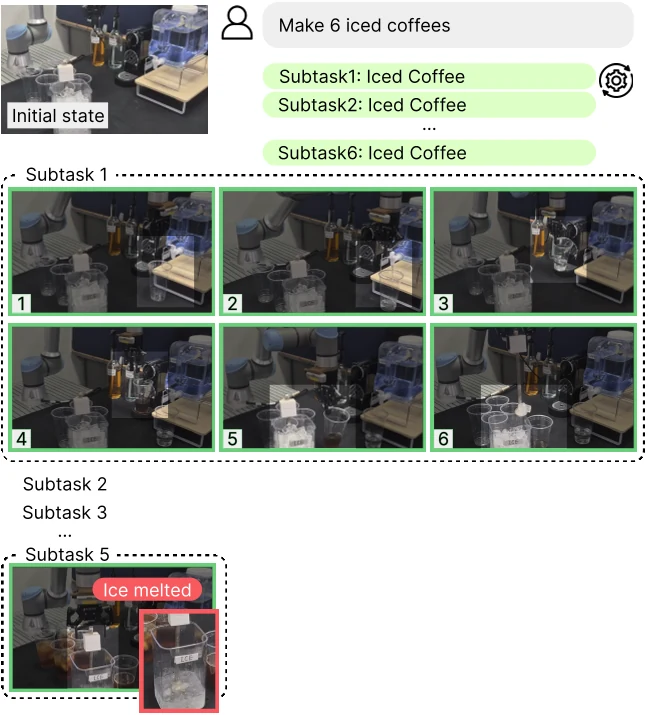 Make 6 iced coffees
Subtask1: Iced Coffee
Subtask2: Iced Coffee
...
Subtask6: Iced Coffee
Initial state
Subtask 1
1
2
3
4
5
6
Subtask 2
Subtask 3
...
Subtask 5
Ice melted
ICE